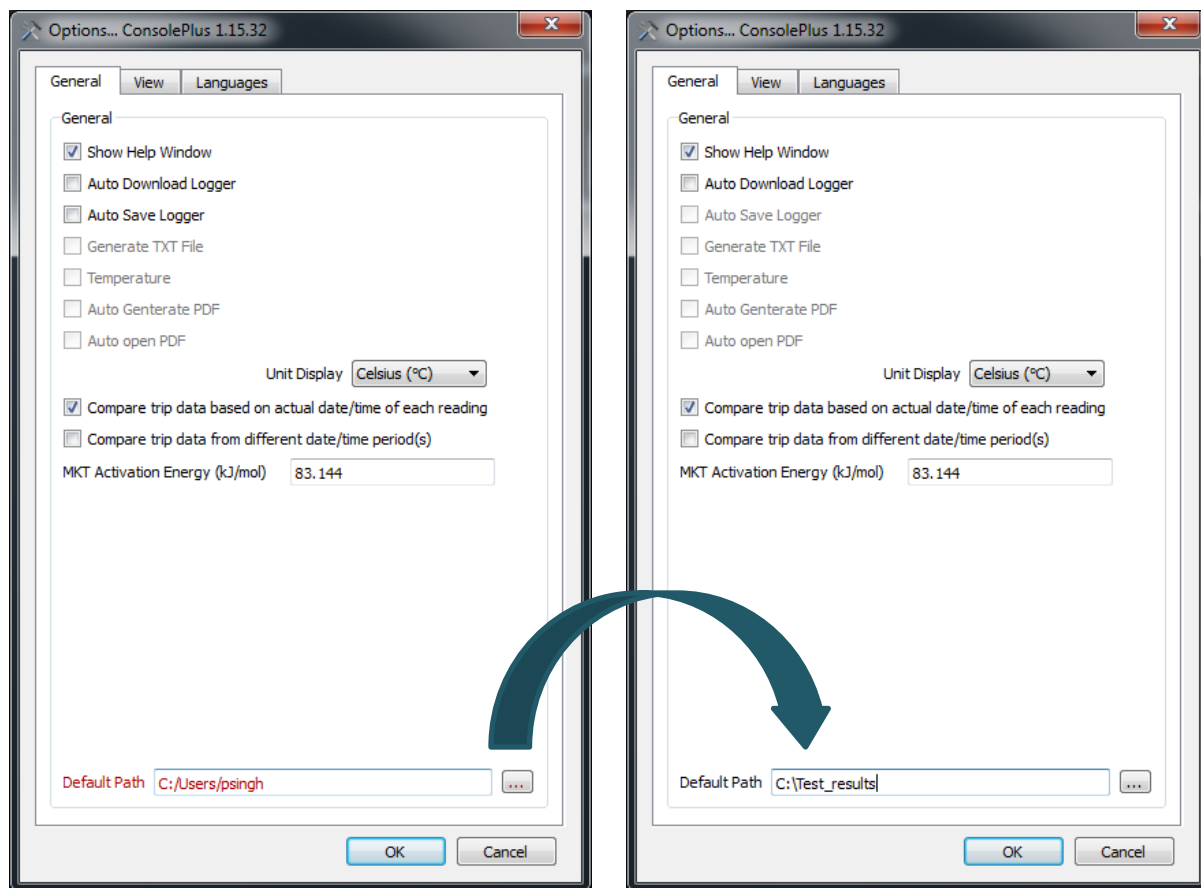 Options... ConsolePlus 1.15.32
General View Languages
General
Show Help Window
Auto Download Logger
Auto Save Logger
Generate TXT File
Temperature
Auto Genterate PDF
Auto open PDF
Unit Display Celsius (°C)
Compare trip data based on actual date/time of each reading
Compare trip data from different date/time period(s)
MKT Activation Energy (kJ/mol) 83.144
Default Path C:/Users/psingh ...
OK Cancel
Options... ConsolePlus 1.15.32
General View Languages
General
Show Help Window
Auto Download Logger
Auto Save Logger
Generate TXT File
Temperature
Auto Genterate PDF
Auto open PDF
Unit Display Celsius (°C)
Compare trip data based on actual date/time of each reading
Compare trip data from different date/time period(s)
MKT Activation Energy (kJ/mol) 83.144
Default Path C:\Test_results ...
OK Cancel